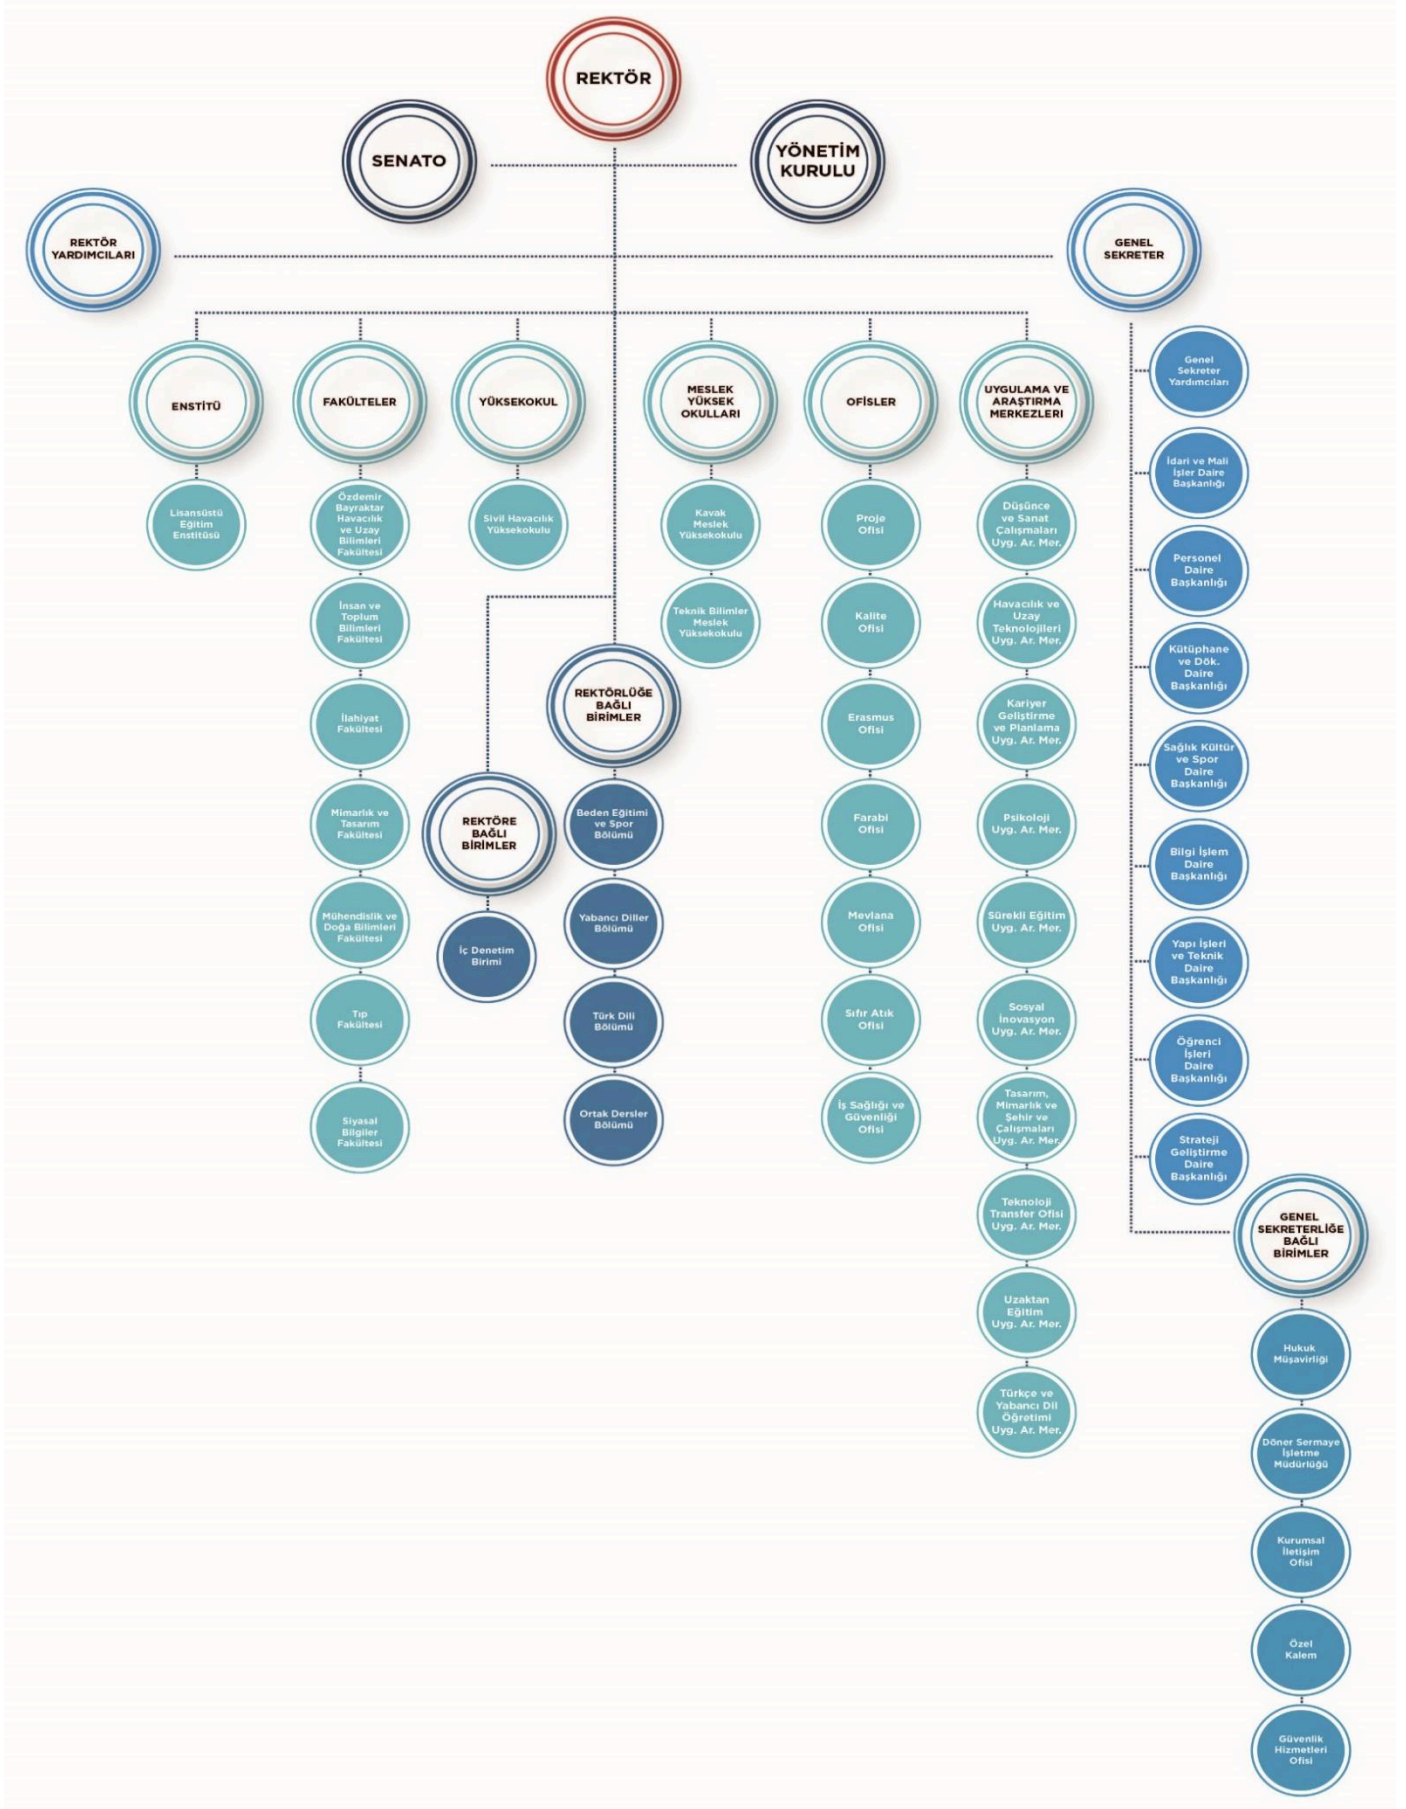 REKTÖR
SENATO
YÖNETİM
KURULU
REKTÖR
YARDIMCILARI
GENEL
SEKRETER
ENSTİTÜ
Lisansüstü
Eğitim
Enstitüsü
FAKÜLTELER
Özdemir
Bayraktar
Havacılık
ve Uzay
Bilimleri
Fakültesi
İnsan ve
Toplum
Bilimleri
Fakültesi
İlahiyat
Fakültesi
Mimarlık ve
Tasarım
Fakültesi
Mühendislik ve
Doğa Bilimleri
Fakültesi
Tıp
Fakültesi
Siyasal
Bilgiler
Fakültesi
YÜKSEKOKUL
Sivil Havacılık
Yüksekokulu
REKTÖRE
BAĞLI
BİRİMLER
İç Denetim
Birimi
REKTÖRLÜĞE
BAĞLI
BİRİMLER
Beden Eğitimi
ve Spor
Bölümü
Yabancı Diller
Bölümü
Türk Dili
Bölümü
Ortak Dersler
Bölümü
MESLEK
YÜKSEK
OKULLARI
Kavak
Meslek
Yüksekokulu
Teknik Bilimler
Meslek
Yüksekokulu
OFİSLER
Proje
Ofisi
Kalite
Ofisi
Erasmus
Ofisi
Farabi
Ofisi
Mevlana
Ofisi
Sıfır Atık
Ofisi
İş Sağlığı ve
Güvenliği
Ofisi
UYGULAMA VE
ARAŞTIRMA
MERKEZLERİ
Düşünce
ve Sanat
Çalışmaları
Uyg. Ar. Mer.
Havacılık ve
Uzay
Teknolojileri
Uyg. Ar. Mer.
Kariyer
Geliştirme
ve Planlama
Uyg. Ar. Mer.
Psikoloji
Uyg. Ar. Mer.
Sürekli Eğitim
Uyg. Ar. Mer.
Sosyal
İnovasyon
Uyg. Ar. Mer.
Tasarım,
Mimarlık ve
Şehir ve
Çalışmaları
Uyg. Ar. Mer.
Teknoloji
Transfer Ofisi
Uyg. Ar. Mer.
Uzaktan
Eğitim
Uyg. Ar. Mer.
Türkçe ve
Yabancı Dil
Öğretimi
Uyg. Ar. Mer.
Genel
Sekreter
Yardımcıları
İdari ve Mali
İşler Daire
Başkanlığı
Personel
Daire
Başkanlığı
Kütüphane
ve Dök.
Daire
Başkanlığı
Sağlık Kültür
ve Spor
Daire
Başkanlığı
Bilgi İşlem
Daire
Başkanlığı
Yapı İşleri
ve Teknik
Daire
Başkanlığı
Öğrenci
İşleri
Daire
Başkanlığı
Strateji
Geliştirme
Daire
Başkanlığı
GENEL
SEKRETERLİĞE
BAĞLI
BİRİMLER
Hukuk
Müşavirliği
Döner Sermaye
İşletme
Müdürlüğü
Kurumsal
İletişim
Ofisi
Özel
Kalem
Güvenlik
Hizmetleri
Ofisi